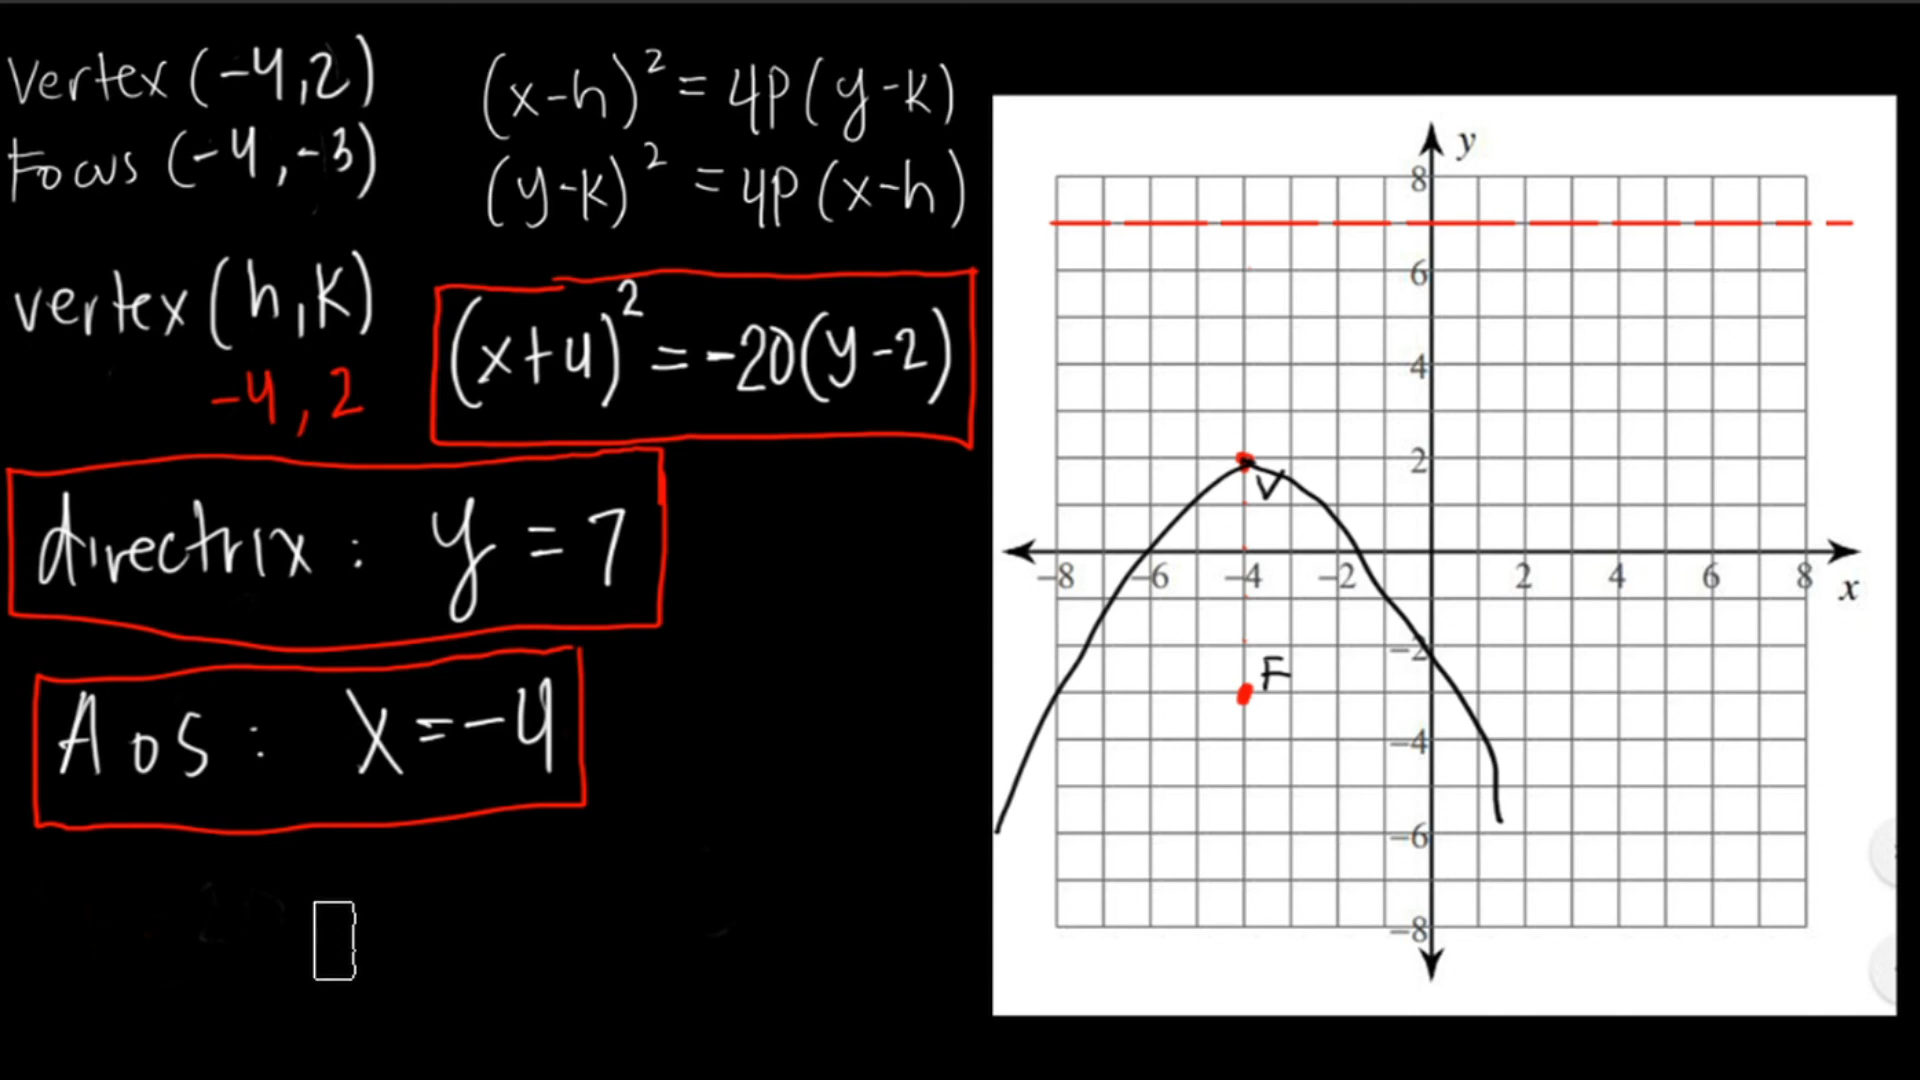 Vertex (-4,2)
Focus (-4,-3)
(x-h)² = 4P(y-k)
(y-k)² = 4P(x-h)
vertex (h,k)
-4, 2
(x+4)² = -20(y-2)
directrix: y = 7
AoS: X=-4
y
8
6
4
2
V
-8 -6 -4 -2 2 4 6 8
x
-2
F
-4
-6
-8